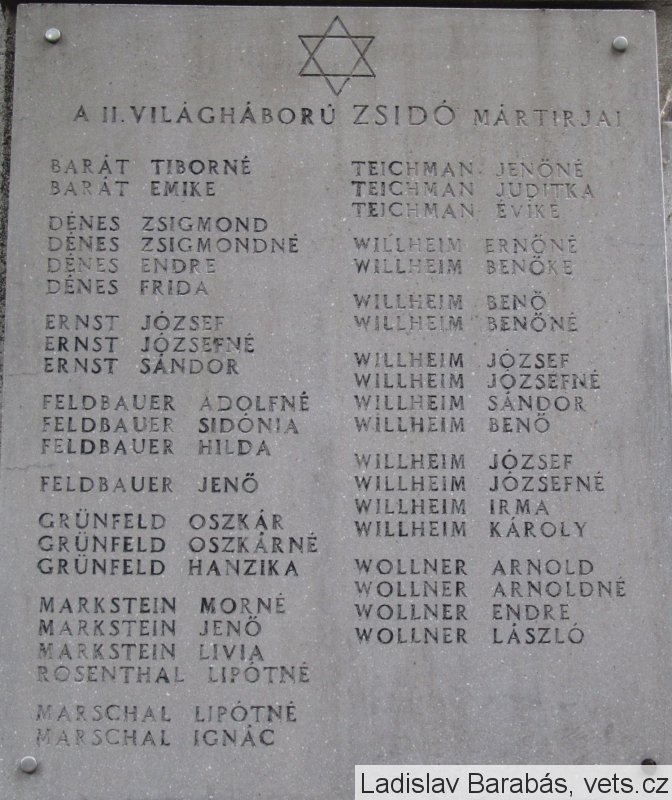 A II. VILÁGHÁBORÚ ZSIDÓ MÁRTIRJAI
BARÁT TIBORNÉ
BARÁT EMIKE
DÉNES ZSIGMOND
DÉNES ZSIGMONDNÉ
DÉNES ENDRE
DÉNES FRIDA
ERNST JÓZSEF
ERNST JÓZSEFNÉ
ERNST SÁNDOR
FELDBAUER ADOLFNÉ
FELDBAUER SIDÓNIA
FELDBAUER HILDA
FELDBAUER JENŐ
GRÜNFELD OSZKÁR
GRÜNFELD OSZKÁRNÉ
GRÜNFELD HANZIKA
MARKSTEIN MORNÉ
MARKSTEIN JENŐ
MARKSTEIN LIVIA
ROSENTHAL LIPÓTNÉ
MARSCHAL LIPÓTNÉ
MARSCHAL IGNÁC
TEICHMAN JENŐNÉ
TEICHMAN JUDITKA
TEICHMAN ÉVIKE
WILLHEIM ERNŐNÉ
WILLHEIM BENŐKE
WILLHEIM BENŐ
WILLHEIM BENŐNÉ
WILLHEIM JÓZSEF
WILLHEIM JÓZSEFNÉ
WILLHEIM SÁNDOR
WILLHEIM BENŐ
WILLHEIM JÓZSEF
WILLHEIM JÓZSEFNÉ
WILLHEIM IRMA
WILLHEIM KÁROLY
WOLLNER ARNOLD
WOLLNER ARNOLDNÉ
WOLLNER ENDRE
WOLLNER LÁSZLÓ
Ladislav Barabás, vets.cz